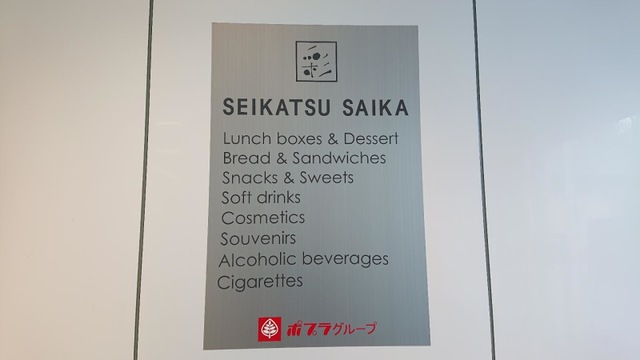 彩
SEIKATSU SAIKA
Lunch boxes & Dessert
Bread & Sandwiches
Snacks & Sweets
Soft drinks
Cosmetics
Souvenirs
Alcoholic beverages
Cigarettes
ポプラグループ